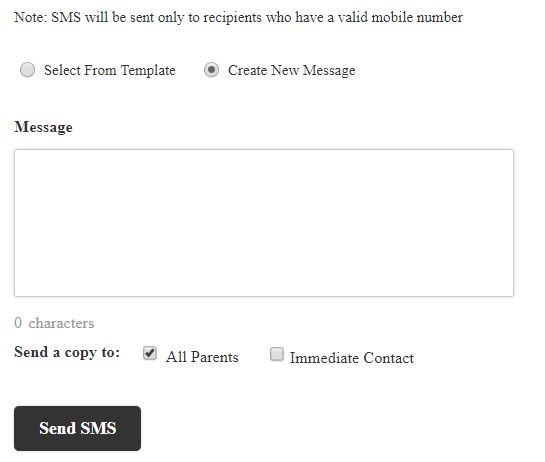 Note: SMS will be sent only to recipients who have a valid mobile number
Select From Template Create New Message
Message
0 characters
Send a copy to: All Parents Immediate Contact
Send SMS